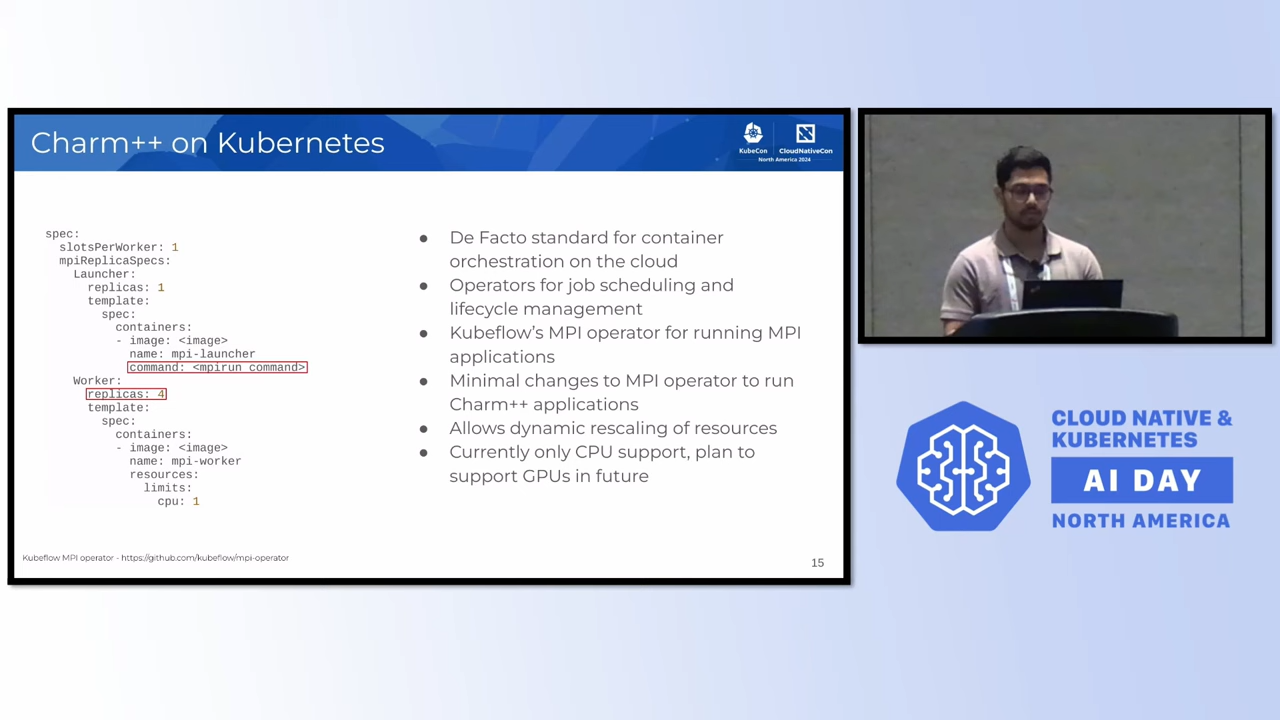 Charm++ on Kubernetes
KubeCon
CloudNativeCon
North America 2024
spec:
slotsPerWorker: 1
mpiReplicaSpecs:
Launcher:
replicas: 1
template:
spec:
containers:
- image: <image>
name: mpi-launcher
command: <mpirun command>
Worker:
replicas: 4
template:
spec:
containers:
- image: <image>
name: mpi-worker
resources:
limits:
cpu: 1
● De Facto standard for container
orchestration on the cloud
● Operators for job scheduling and
lifecycle management
● Kubeflow’s MPI operator for running MPI
applications
● Minimal changes to MPI operator to run
Charm++ applications
● Allows dynamic rescaling of resources
● Currently only CPU support, plan to
support GPUs in future
Kubeflow MPI operator - https://github.com/kubeflow/mpi-operator
15
CLOUD NATIVE &
KUBERNETES
AI DAY
NORTH AMERICA